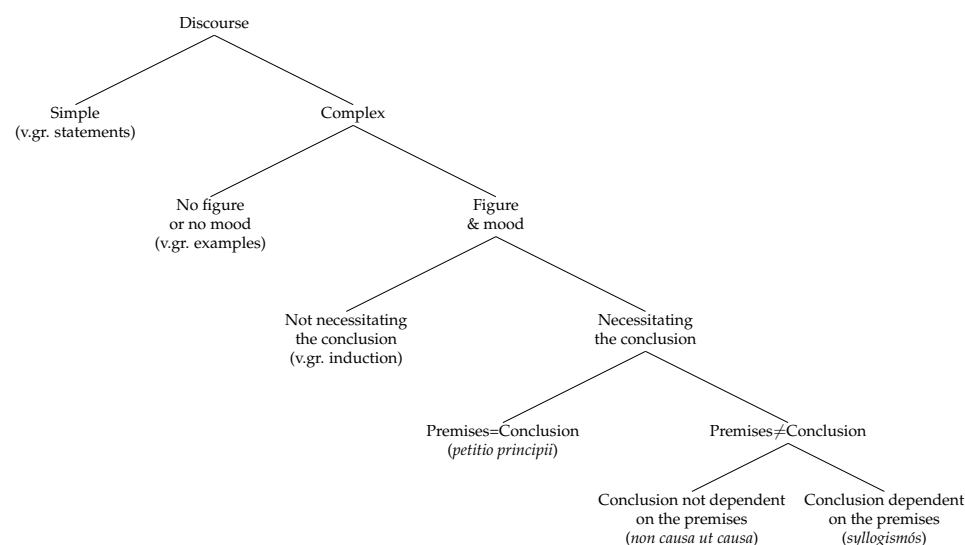 Discourse
Simple
(v.gr. statements)
Complex
No figure
or no mood
(v.gr. examples)
Figure
& mood
Not necessitating
the conclusion
(v.gr. induction)
Necessitating
the conclusion
Premises=Conclusion
(petitio principii)
Premises≠Conclusion
Conclusion not dependent
on the premises
(non causa ut causa)
Conclusion dependent
on the premises
(syllogismós)